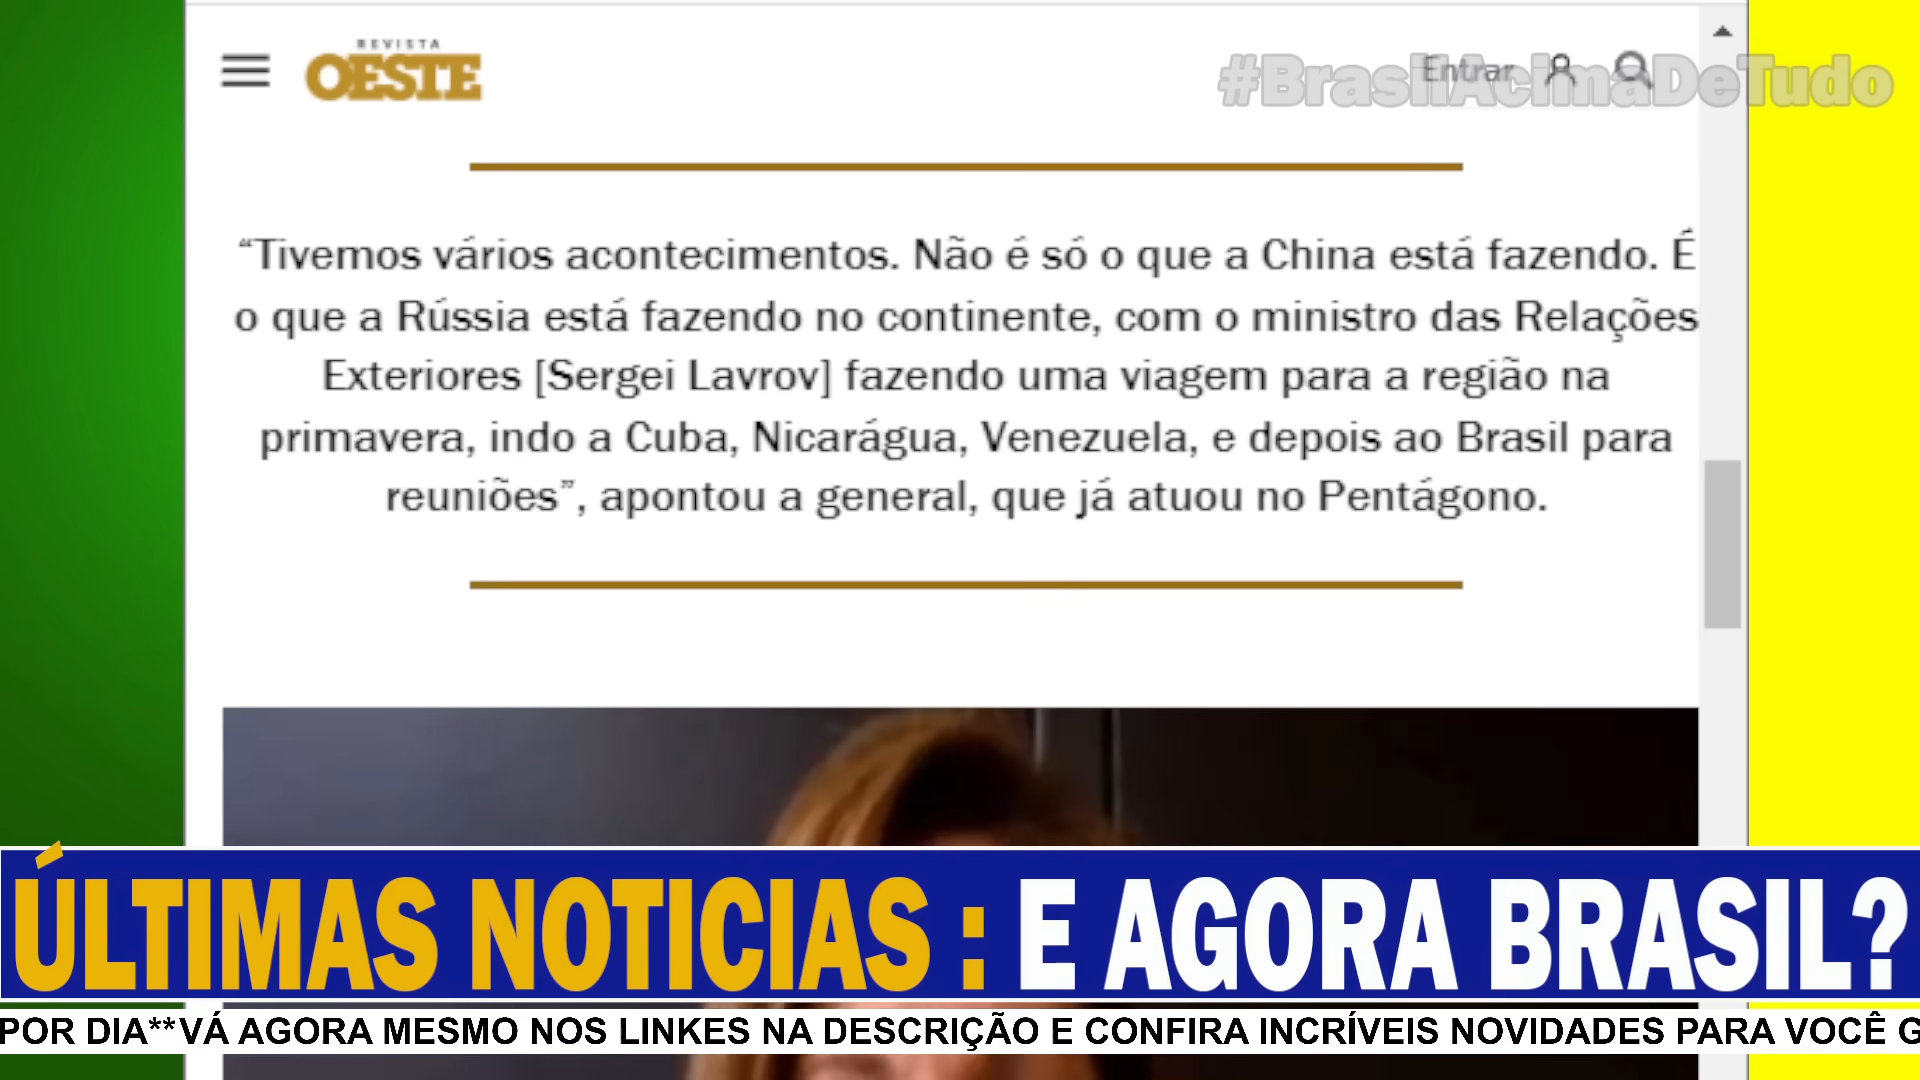 REVISTA
OESTE
Entrar
#BrasilAcimaDeTudo
“Tivemos vários acontecimentos. Não é só o que a China está fazendo. É
o que a Rússia está fazendo no continente, com o ministro das Relações
Exteriores [Sergei Lavrov] fazendo uma viagem para a região na
primavera, indo a Cuba, Nicarágua, Venezuela, e depois ao Brasil para
reuniões”, apontou a general, que já atuou no Pentágono.
ÚLTIMAS NOTICIAS : E AGORA BRASIL?
POR DIA**VÁ AGORA MESMO NOS LINKES NA DESCRIÇÃO E CONFIRA INCRÍVEIS NOVIDADES PARA VOCÊ G